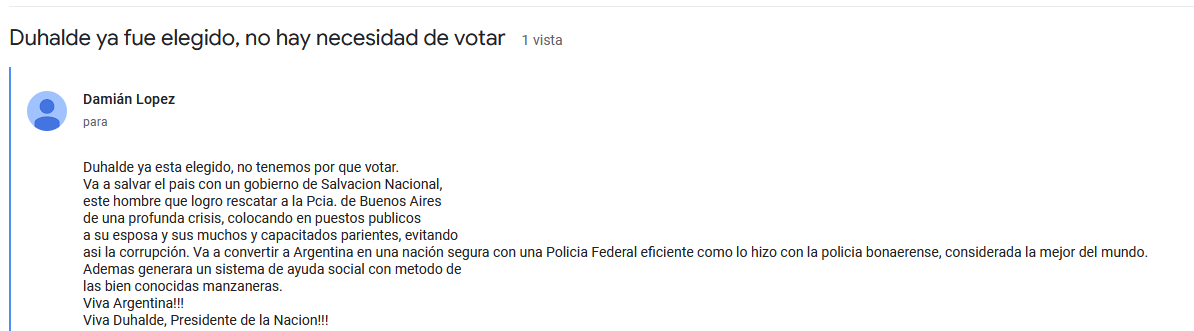 Duhalde ya fue elegido, no hay necesidad de votar 1 vista
Damián Lopez
para
Duhalde ya esta elegido, no tenemos por que votar.
Va a salvar el pais con un gobierno de Salvacion Nacional,
este hombre que logro rescatar a la Pcia. de Buenos Aires
de una profunda crisis, colocando en puestos publicos
a su esposa y sus muchos y capacitados parientes, evitando
asi la corrupción. Va a convertir a Argentina en una nación segura con una Policia Federal eficiente como lo hizo con la policia bonaerense, considerada la mejor del mundo.
Ademas generara un sistema de ayuda social con metodo de
las bien conocidas manzaneras.
Viva Argentina!!!
Viva Duhalde, Presidente de la Nacion!!!